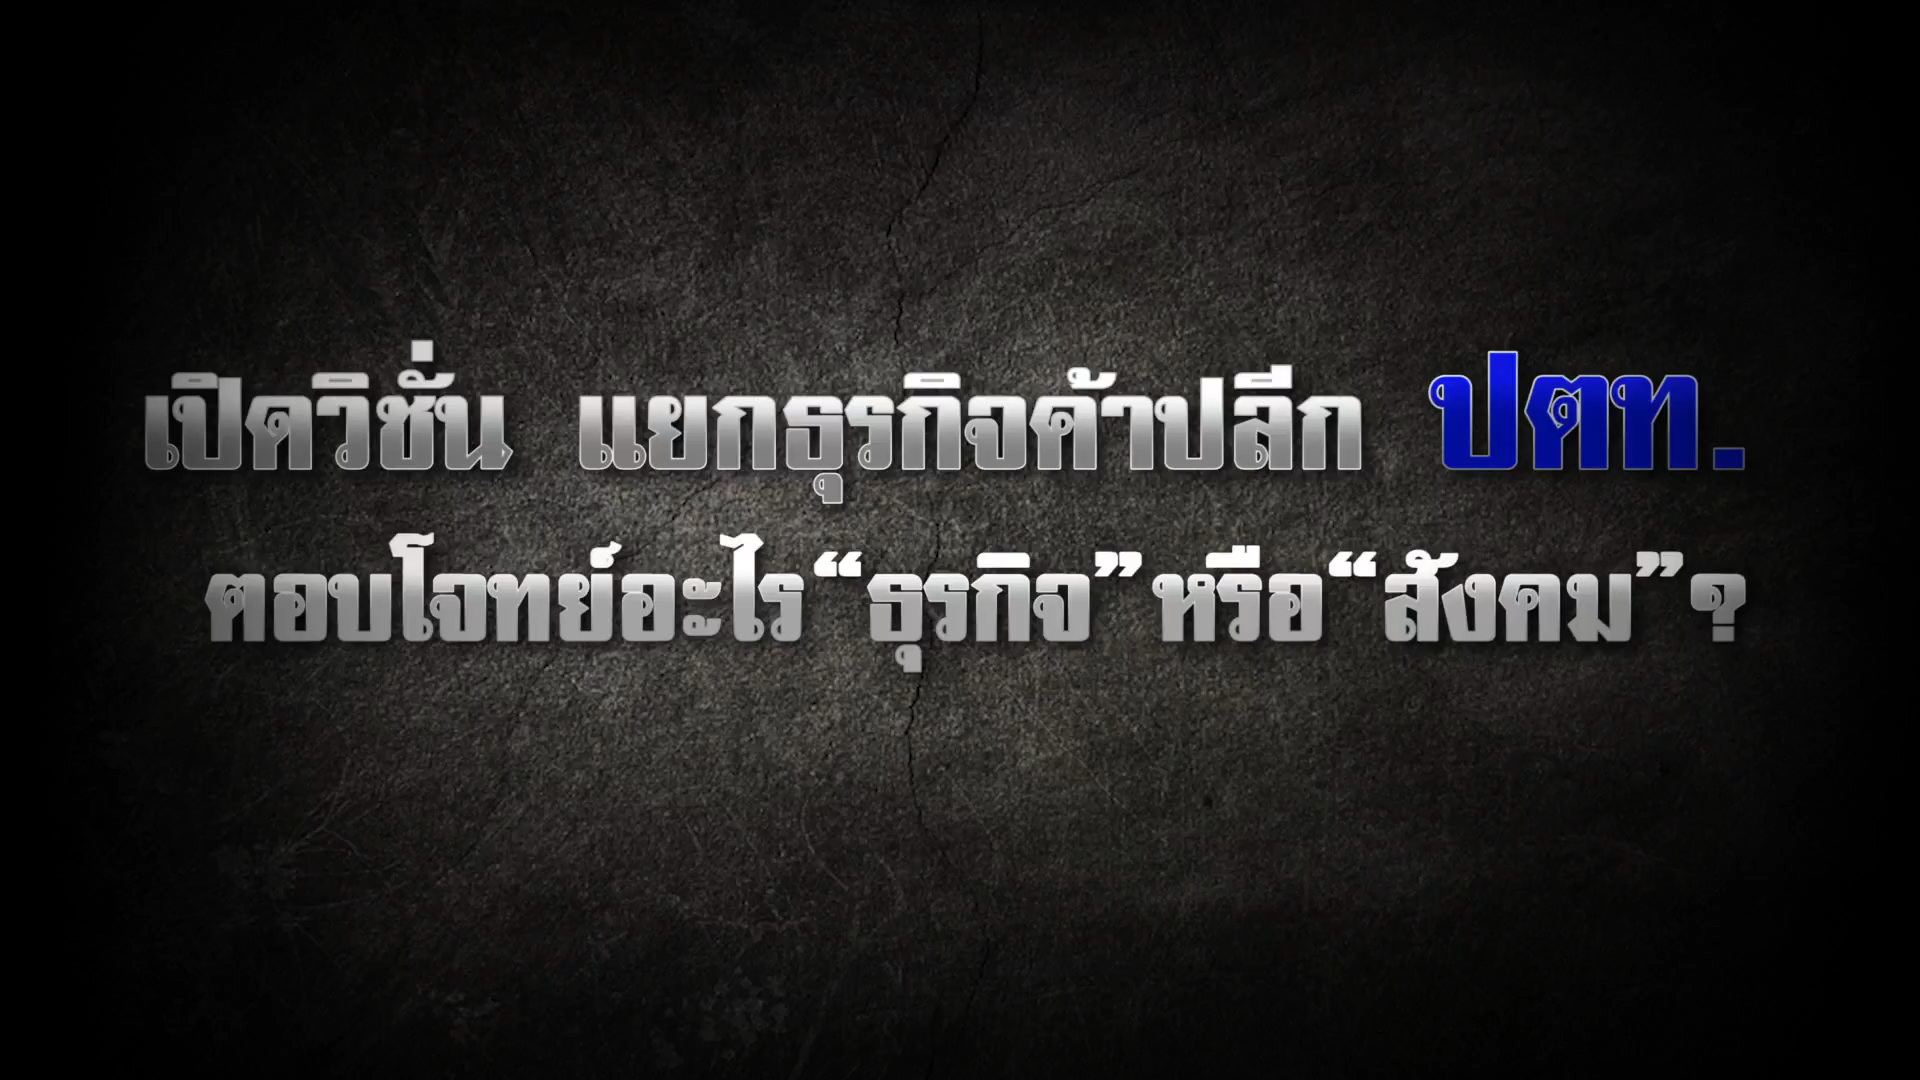 เปิดวิชั่น แยกธุรกิจค้าปลีก ปตท.
ตอบโจทย์อะไร“ธุรกิจ”หรือ“สังคม”?